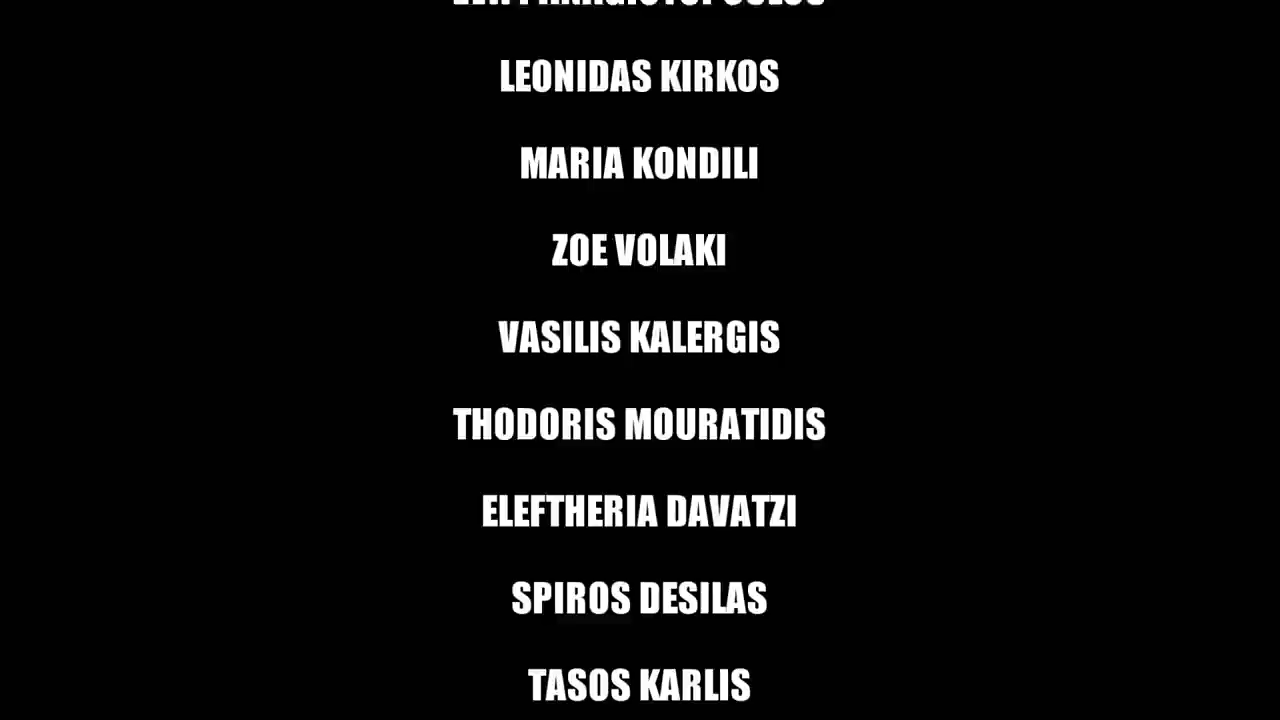 LEONIDAS KIRKOS
MARIA KONDILI
ZOE VOLAKI
VASILIS KALERGIS
THODORIS MOURATIDIS
ELEFTHERIA DAVATZI
SPIROS DESILAS
TASOS KARLIS